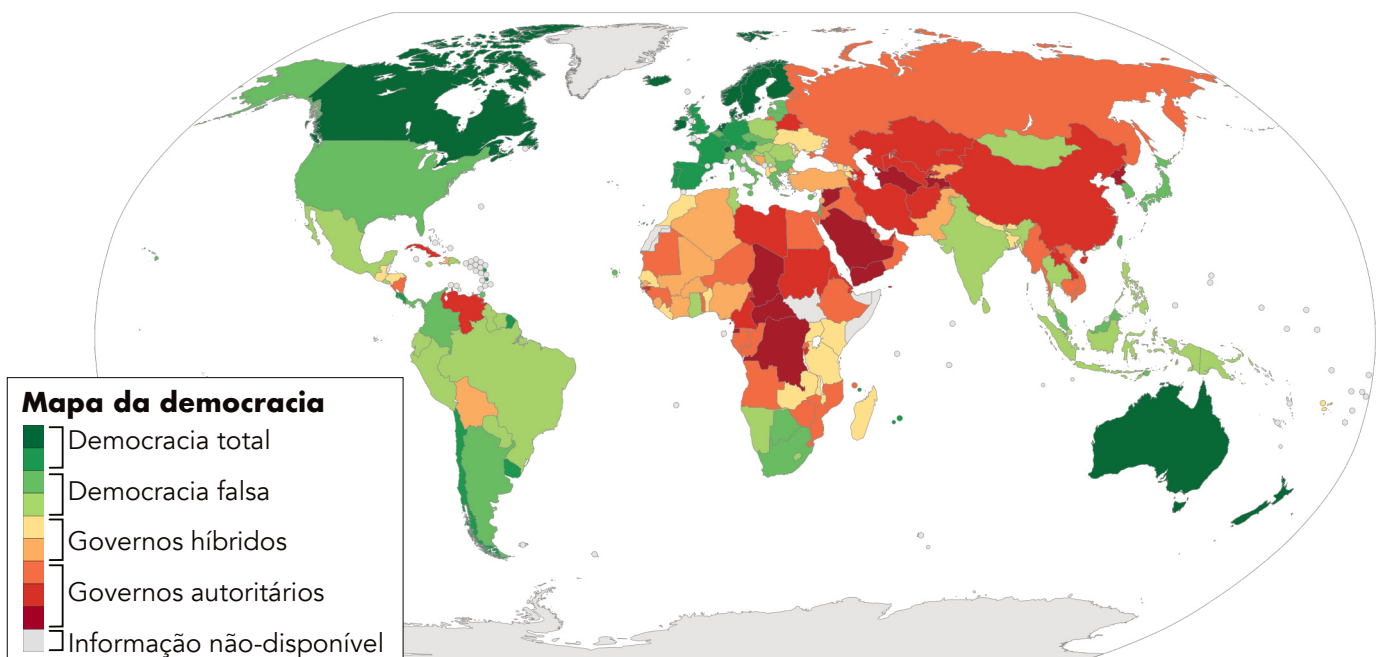 Mapa da democracia
Democracia total
Democracia falsa
Governos híbridos
Governos autoritários
Informação não-disponível